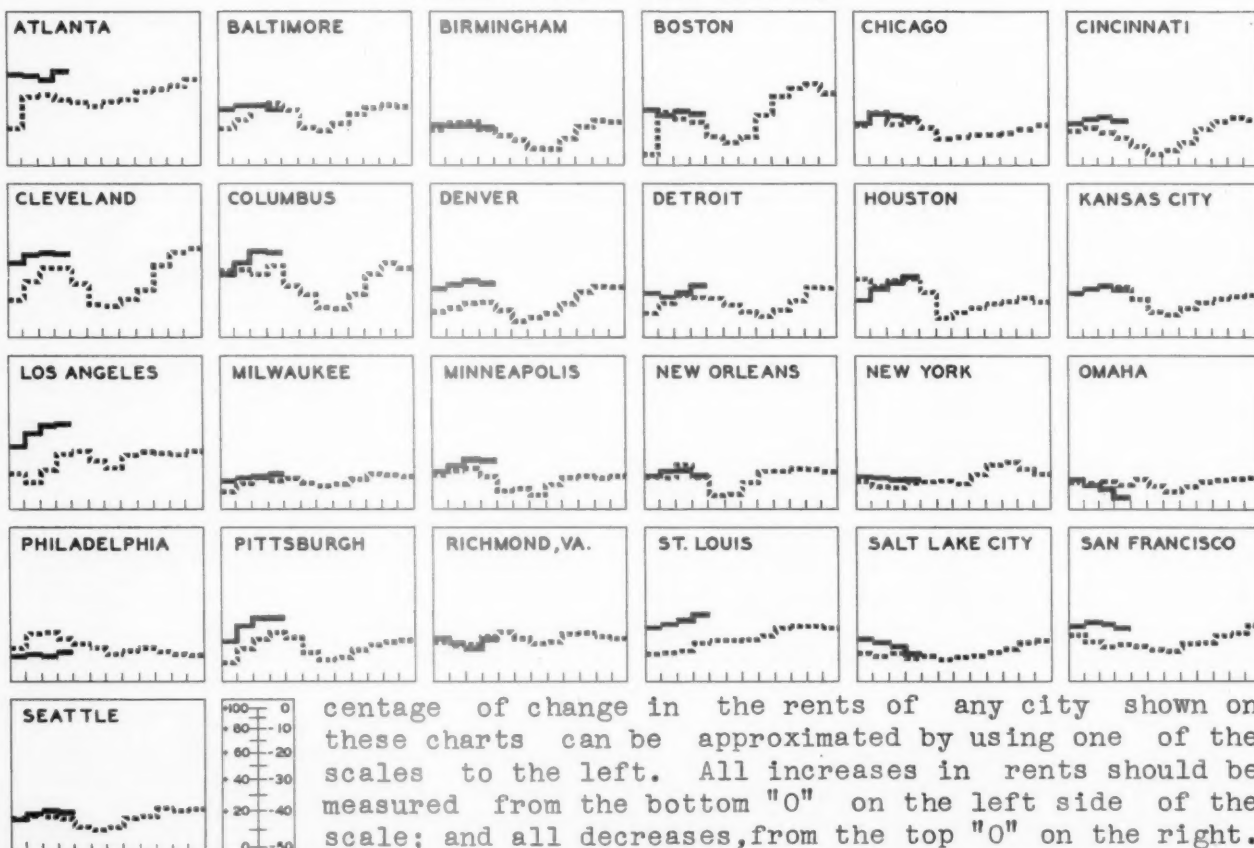 ATLANTA BALTIMORE BIRMINGHAM BOSTON CHICAGO CINCINNATI
CLEVELAND COLUMBUS DENVER DETROIT HOUSTON KANSAS CITY
LOS ANGELES MILWAUKEE MINNEAPOLIS NEW ORLEANS NEW YORK OMAHA
PHILADELPHIA PITTSBURGH RICHMOND, VA. ST. LOUIS SALT LAKE CITY SAN FRANCISCO
SEATTLE
+100 0
80 -10
60 -20
40 -30
20 -40
0 -50
centage of change in the rents of any city shown on
these charts can be approximated by using one of the
scales to the left. All increases in rents should be
measured from the bottom "0" on the left side of the
scale; and all decreases, from the top "0" on the right.